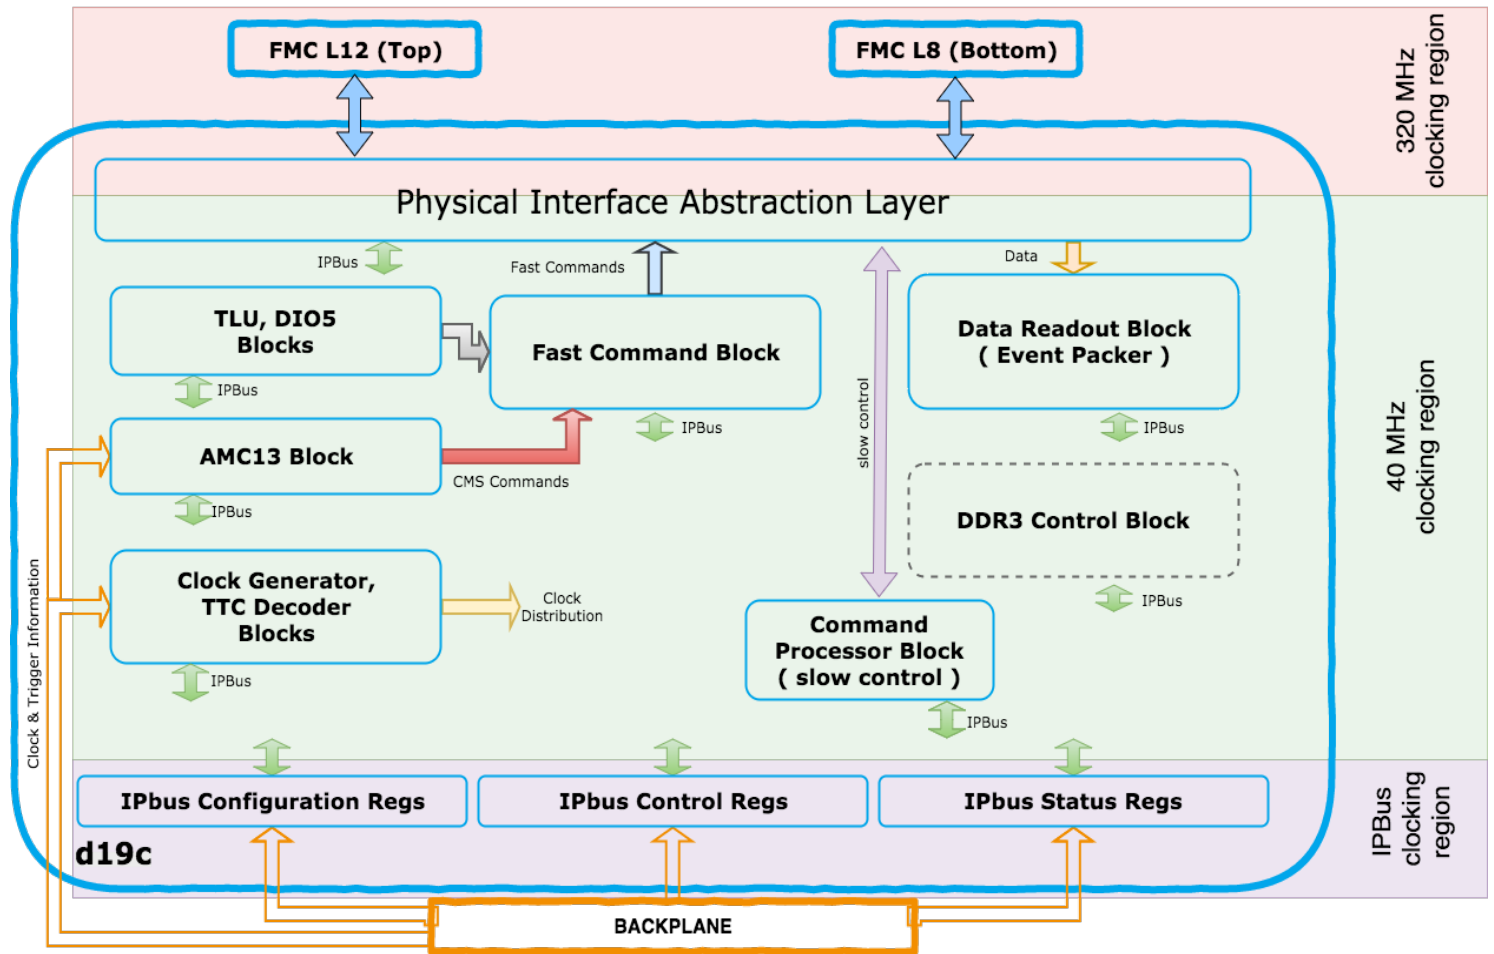 FMC L12 (Top)
FMC L8 (Bottom)
320 MHz
clocking region
Physical Interface Abstraction Layer
IPBus
Fast Commands
Data
TLU, DIO5
Blocks
Fast Command Block
Data Readout Block
( Event Packer )
IPBus
slow control
IPBus
IPBus
40 MHz
clocking region
AMC13 Block
CMS Commands
IPBus
DDR3 Control Block
Clock & Trigger Information
Clock Generator,
TTC Decoder
Blocks
Clock
Distribution
IPBus
Command
Processor Block
( slow control )
IPBus
IPBus
IPbus Configuration Regs
IPbus Control Regs
IPbus Status Regs
IPBus
clocking
region
d19c
BACKPLANE